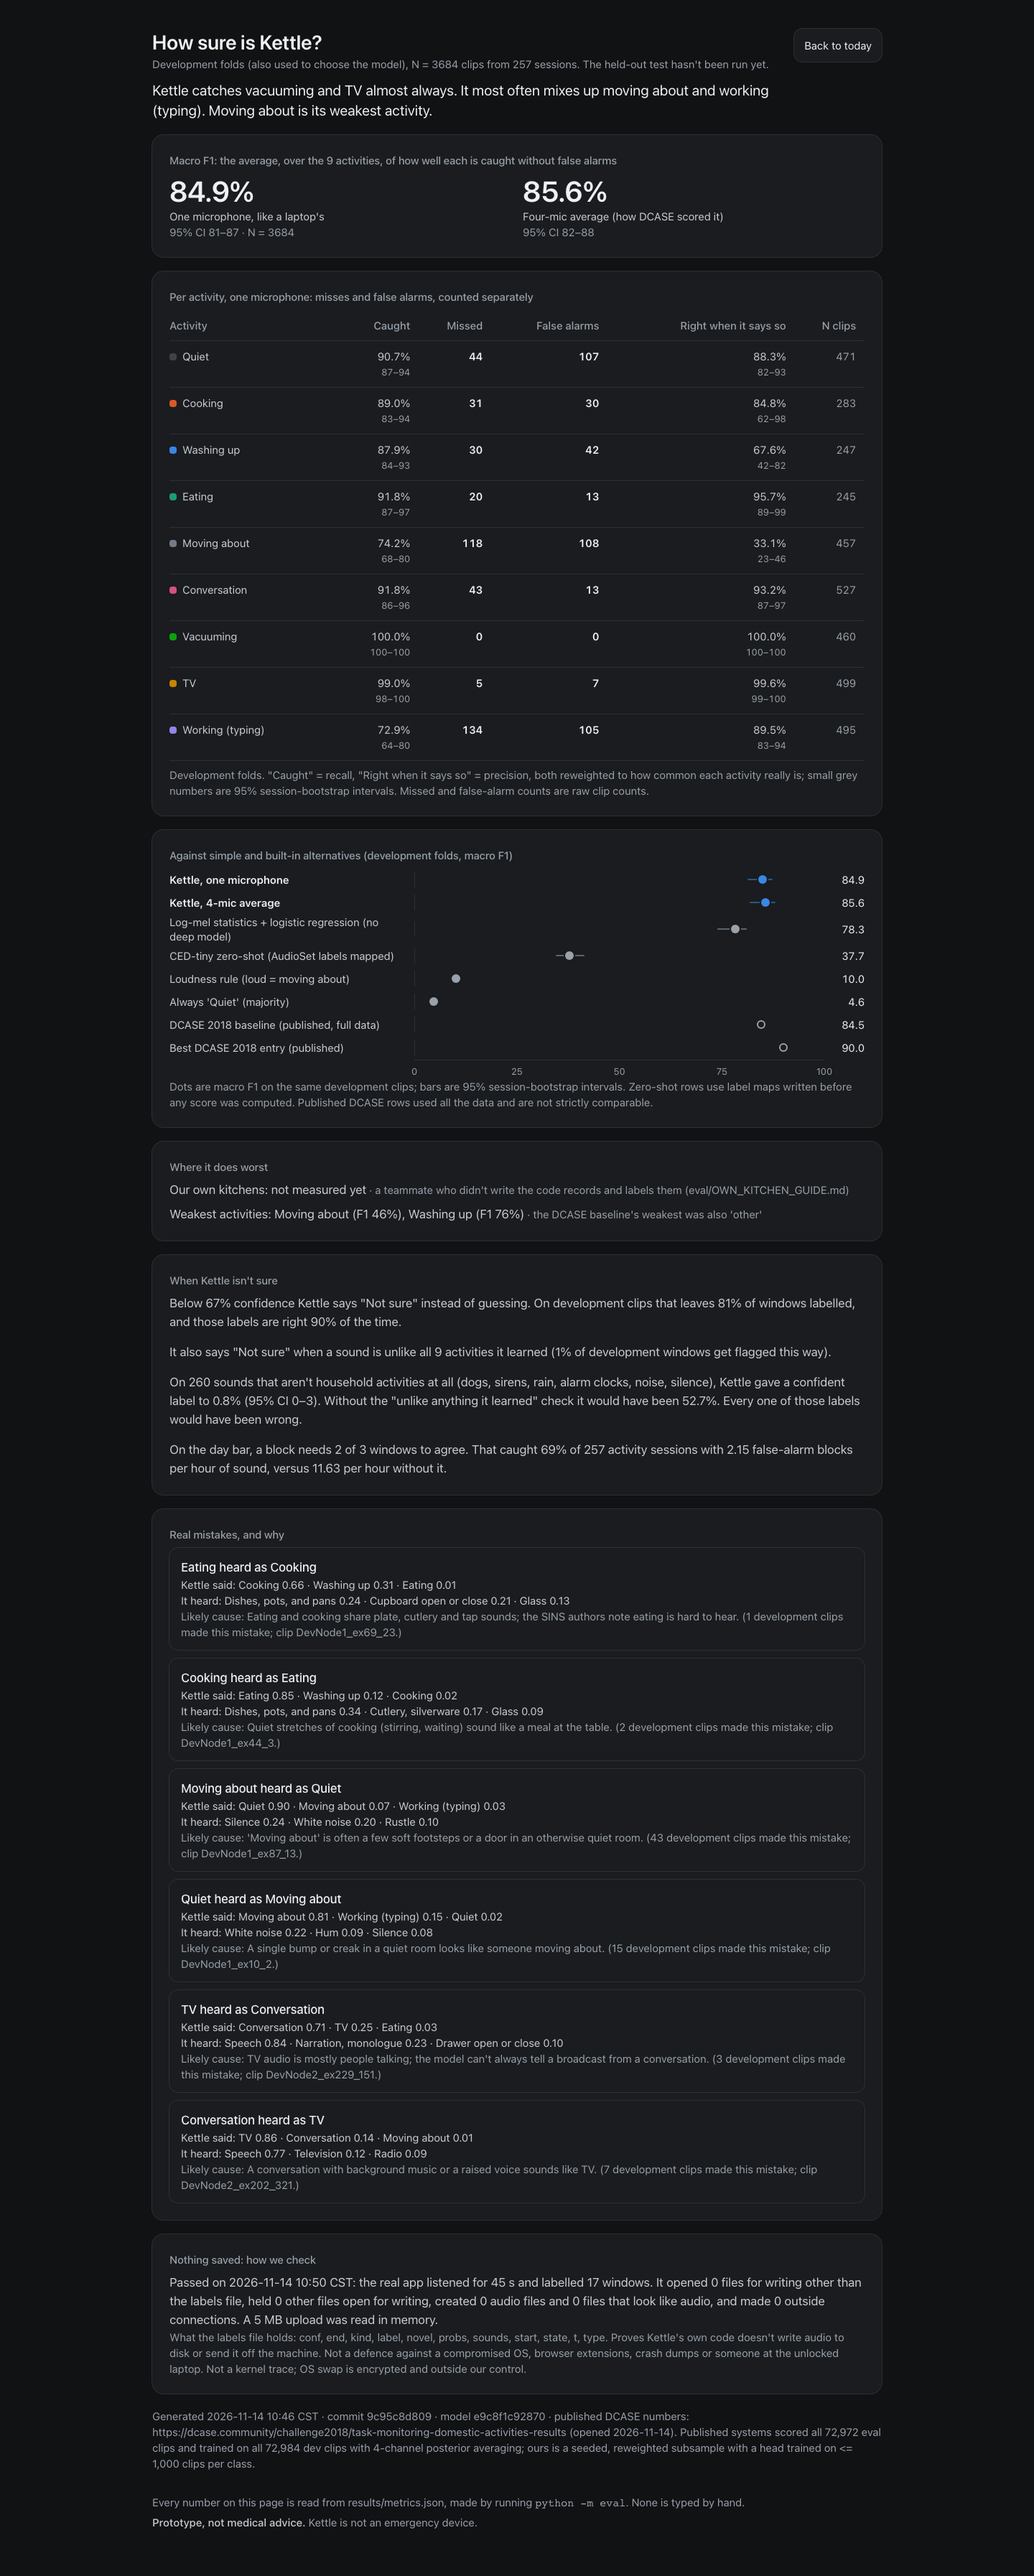 How sure is Kettle?
Back to today
Development folds (also used to choose the model), N = 3684 clips from 257 sessions. The held-out test hasn't been run yet.
Kettle catches vacuuming and TV almost always. It most often mixes up moving about and working
(typing). Moving about is its weakest activity.
Macro F1: the average, over the 9 activities, of how well each is caught without false alarms
84.9% 85.6%
One microphone, like a laptop's Four-mic average (how DCASE scored it)
95% CI 81–87 · N = 3684 95% CI 82–88
Per activity, one microphone: misses and false alarms, counted separately
Activity Caught Missed False alarms Right when it says so N clips
Quiet 90.7% 44 107 88.3% 471
87–94 82–93
Cooking 89.0% 31 30 84.8% 283
83–94 62–98
Washing up 87.9% 30 42 67.6% 247
84–93 42–82
Eating 91.8% 20 13 95.7% 245
87–97 89–99
Moving about 74.2% 118 108 33.1% 457
68–80 23–46
Conversation 91.8% 43 13 93.2% 527
86–96 87–97
Vacuuming 100.0% 0 0 100.0% 460
100–100 100–100
TV 99.0% 5 7 99.6% 499
98–100 99–100
Working (typing) 72.9% 134 105 89.5% 495
64–80 83–94
Development folds. "Caught" = recall, "Right when it says so" = precision, both reweighted to how common each activity really is; small grey
numbers are 95% session-bootstrap intervals. Missed and false-alarm counts are raw clip counts.
Against simple and built-in alternatives (development folds, macro F1)
Kettle, one microphone 84.9
Kettle, 4-mic average 85.6
Log-mel statistics + logistic regression (no
deep model) 78.3
CED-tiny zero-shot (AudioSet labels mapped) 37.7
Loudness rule (loud = moving about) 10.0
Always 'Quiet' (majority) 4.6
DCASE 2018 baseline (published, full data) 84.5
Best DCASE 2018 entry (published) 90.0
0 25 50 75 100
Dots are macro F1 on the same development clips; bars are 95% session-bootstrap intervals. Zero-shot rows use label maps written before
any score was computed. Published DCASE rows used all the data and are not strictly comparable.
Where it does worst
Our own kitchens: not measured yet · a teammate who didn't write the code records and labels them (eval/OWN_KITCHEN_GUIDE.md)
Weakest activities: Moving about (F1 46%), Washing up (F1 76%) · the DCASE baseline's weakest was also 'other'
When Kettle isn't sure
Below 67% confidence Kettle says "Not sure" instead of guessing. On development clips that leaves 81% of windows labelled,
and those labels are right 90% of the time.
It also says "Not sure" when a sound is unlike all 9 activities it learned (1% of development windows get flagged this way).
On 260 sounds that aren't household activities at all (dogs, sirens, rain, alarm clocks, noise, silence), Kettle gave a confident
label to 0.8% (95% CI 0–3). Without the "unlike anything it learned" check it would have been 52.7%. Every one of those labels
would have been wrong.
On the day bar, a block needs 2 of 3 windows to agree. That caught 69% of 257 activity sessions with 2.15 false-alarm blocks
per hour of sound, versus 11.63 per hour without it.
Real mistakes, and why
Eating heard as Cooking
Kettle said: Cooking 0.66 · Washing up 0.31 · Eating 0.01
It heard: Dishes, pots, and pans 0.24 · Cupboard open or close 0.21 · Glass 0.13
Likely cause: Eating and cooking share plate, cutlery and tap sounds; the SINS authors note eating is hard to hear. (1 development clips
made this mistake; clip DevNode1_ex69_23.)
Cooking heard as Eating
Kettle said: Eating 0.85 · Washing up 0.12 · Cooking 0.02
It heard: Dishes, pots, and pans 0.34 · Cutlery, silverware 0.17 · Glass 0.09
Likely cause: Quiet stretches of cooking (stirring, waiting) sound like a meal at the table. (2 development clips made this mistake; clip
DevNode1_ex44_3.)
Moving about heard as Quiet
Kettle said: Quiet 0.90 · Moving about 0.07 · Working (typing) 0.03
It heard: Silence 0.24 · White noise 0.20 · Rustle 0.10
Likely cause: 'Moving about' is often a few soft footsteps or a door in an otherwise quiet room. (43 development clips made this mistake;
clip DevNode1_ex87_13.)
Quiet heard as Moving about
Kettle said: Moving about 0.81 · Working (typing) 0.15 · Quiet 0.02
It heard: White noise 0.22 · Hum 0.09 · Silence 0.08
Likely cause: A single bump or creak in a quiet room looks like someone moving about. (15 development clips made this mistake; clip
DevNode1_ex10_2.)
TV heard as Conversation
Kettle said: Conversation 0.71 · TV 0.25 · Eating 0.03
It heard: Speech 0.84 · Narration, monologue 0.23 · Drawer open or close 0.10
Likely cause: TV audio is mostly people talking; the model can't always tell a broadcast from a conversation. (3 development clips made
this mistake; clip DevNode2_ex229_151.)
Conversation heard as TV
Kettle said: TV 0.86 · Conversation 0.14 · Moving about 0.01
It heard: Speech 0.77 · Television 0.12 · Radio 0.09
Likely cause: A conversation with background music or a raised voice sounds like TV. (7 development clips made this mistake; clip
DevNode2_ex202_321.)
Nothing saved: how we check
Passed on 2026-11-14 10:50 CST: the real app listened for 45 s and labelled 17 windows. It opened 0 files for writing other than
the labels file, held 0 other files open for writing, created 0 audio files and 0 files that look like audio, and made 0 outside
connections. A 5 MB upload was read in memory.
What the labels file holds: conf, end, kind, label, novel, probs, sounds, start, state, t, type. Proves Kettle's own code doesn't write audio to
disk or send it off the machine. Not a defence against a compromised OS, browser extensions, crash dumps or someone at the unlocked
laptop. Not a kernel trace; OS swap is encrypted and outside our control.
Generated 2026-11-14 10:46 CST · commit 9c95c8d809 · model e9c8f1c92870 · published DCASE numbers:
https://dcase.community/challenge2018/task-monitoring-domestic-activities-results (opened 2026-11-14). Published systems scored all 72,972 eval
clips and trained on all 72,984 dev clips with 4-channel posterior averaging; ours is a seeded, reweighted subsample with a head trained on <=
1,000 clips per class.
Every number on this page is read from results/metrics.json, made by running python -m eval. None is typed by hand.
Prototype, not medical advice. Kettle is not an emergency device.